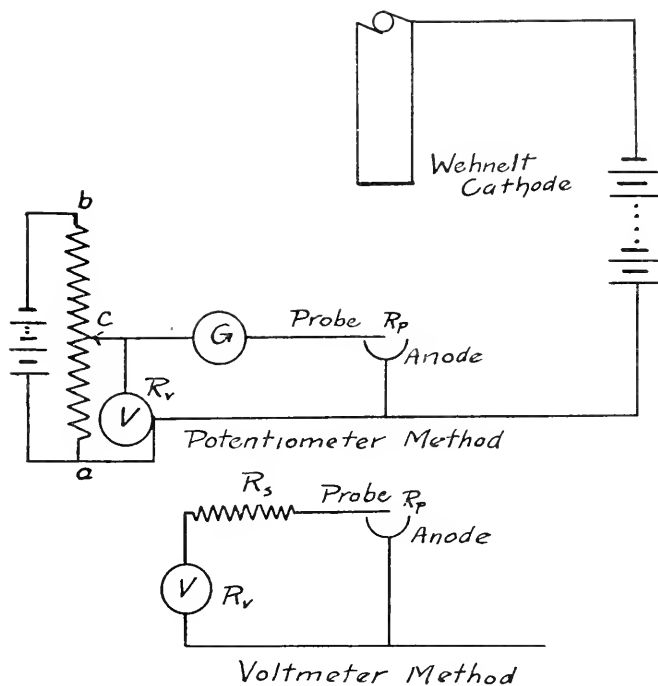 Wehnelt
Cathode
b
c
G
Probe
Rp
Anode
Rv
V
Potentiometer Method
a
Rs
Probe
Rp
Anode
V
Rv
Voltmeter Method